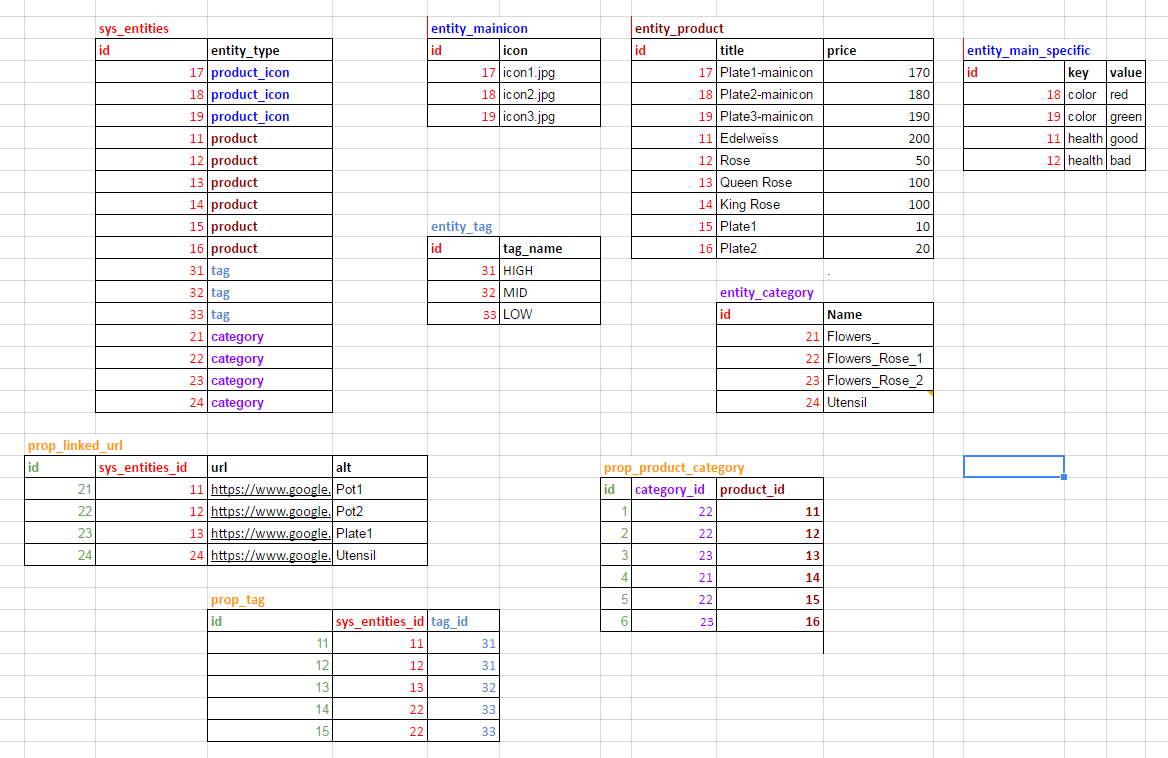 sys_entities entity_mainicon entity_product
id entity_type id icon id title price entity_main_specific
17 product_icon 17 icon1.jpg 17 Plate1-mainicon 170 id key value
18 product_icon 18 icon2.jpg 18 Plate2-mainicon 180 18 color red
19 product_icon 19 icon3.jpg 19 Plate3-mainicon 190 19 color green
11 product 11 Edelweiss 200 11 health good
12 product 12 Rose 50 12 health bad
13 product 13 Queen Rose 100
14 product 14 King Rose 100
15 product entity_tag 15 Plate1 10
16 product id tag_name 16 Plate2 20
31 tag 31 HIGH .
32 tag 32 MID entity_category
33 tag 33 LOW id Name
21 category 21 Flowers_
22 category 22 Flowers_Rose_1
23 category 23 Flowers_Rose_2
24 category 24 Utensil
prop_linked_url
id sys_entities_id url alt prop_product_category
21 11 https://www.google. Pot1 id category_id product_id
22 12 https://www.google. Pot2 1 22 11
23 13 https://www.google. Plate1 2 22 12
24 24 https://www.google. Utensil 3 23 13
4 21 14
prop_tag 5 22 15
id sys_entities_id tag_id 6 23 16
11 11 31
12 12 31
13 13 32
14 22 33
15 22 33